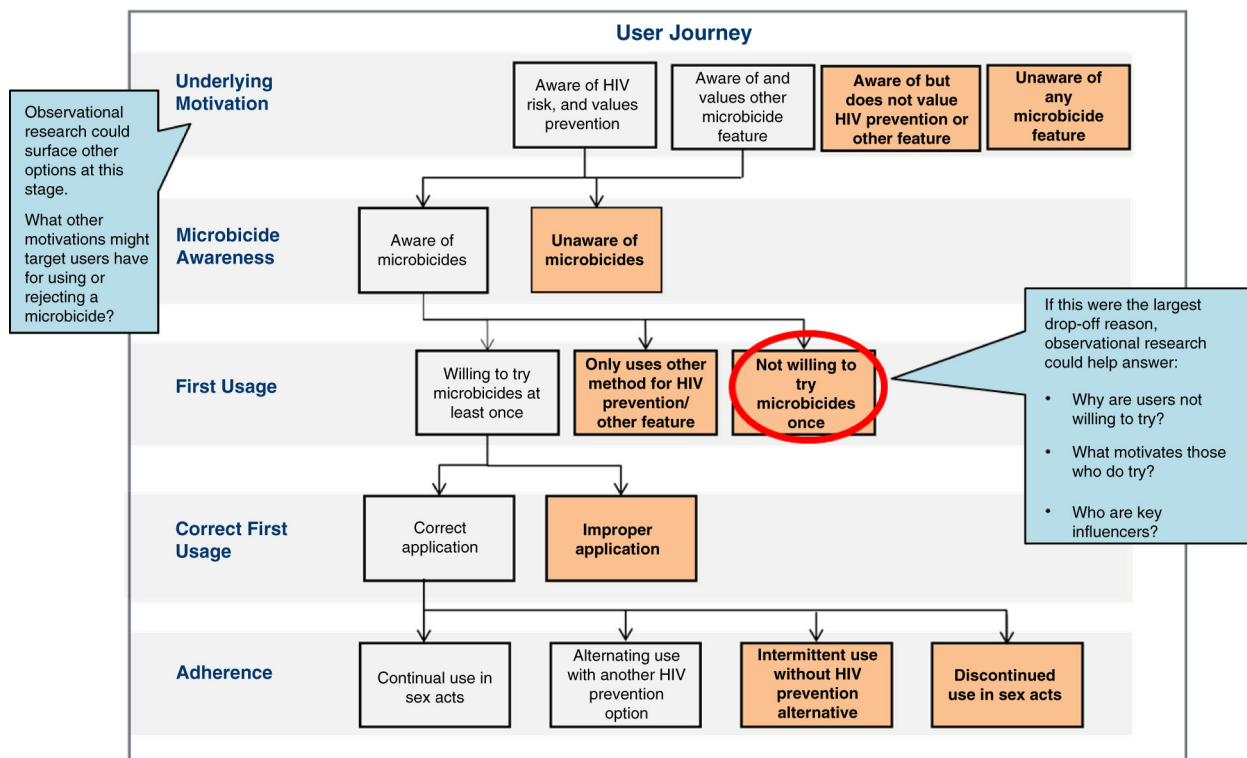 User Journey
Underlying
Motivation
Aware of HIV
risk, and values
prevention
Aware of and
values other
microbicide
feature
Aware of but
does not value
HIV prevention or
other feature
Unaware of
any
microbicide
feature
Observational
research could
surface other
options at this
stage.
What other
motivations might
target users have
for using or
rejecting a
microbicide?
Microbicide
Awareness
Aware of
microbicides
Unaware of
microbicides
First Usage
Willing to try
microbicides at
least once
Only uses other
method for HIV
prevention/
other feature
Not willing to
try
microbicides
once
If this were the largest
drop-off reason,
observational research
could help answer:
• Why are users not
willing to try?
• What motivates those
who do try?
• Who are key
influencers?
Correct First
Usage
Correct
application
Improper
application
Adherence
Continual use in
sex acts
Alternating use
with another HIV
prevention
option
Intermittent use
without HIV
prevention
alternative
Discontinued
use in sex acts